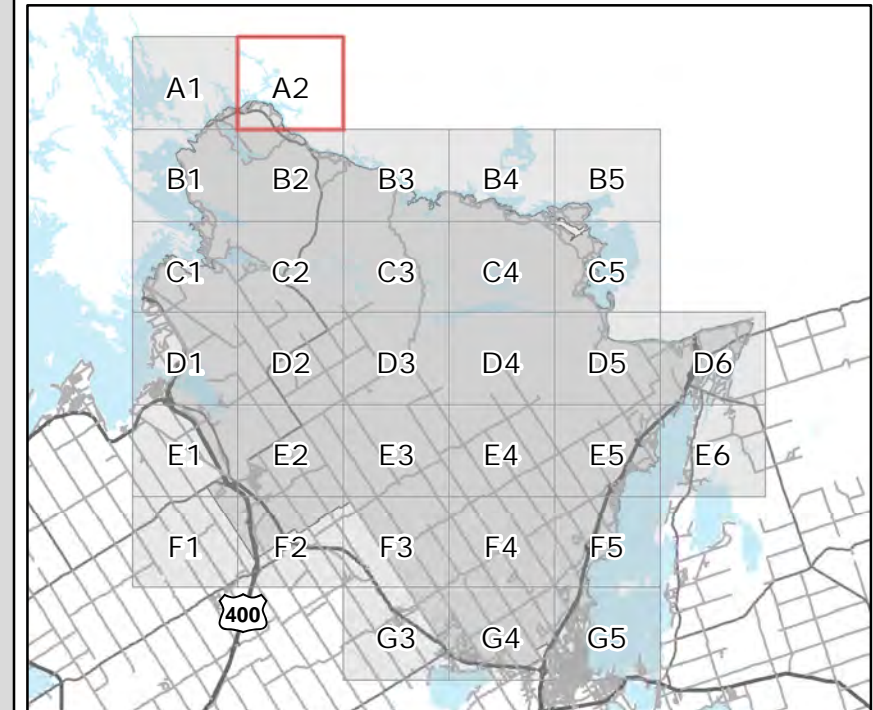 A1 A2
B1 B2 B3 B4 B5
C1 C2 C3 C4 C5
D1 D2 D3 D4 D5 D6
E1 E2 E3 E4 E5 E6
F1 F2 F3 F4 F5
400
G3 G4 G5